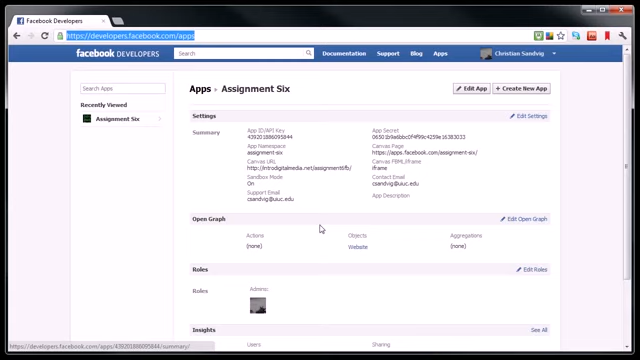 Facebook Developers
https://developers.facebook.com/apps
facebook DEVELOPERS
Search
Documentation
Support
Blog
Apps
Christian Sandvig
Search Apps
Recently Viewed
Assignment Six
Apps
Assignment Six
Edit App
+ Create New App
Settings
Edit Settings
Summary
App ID/API Key
439201886095844
App Secret
App Namespace
assignment-six
Canvas Page
https://apps.facebook.com/assignment-six/
Canvas URL
http://introdigitalmedia.net/assignment6fb/
Canvas FBML/iframe
iframe
Sandbox Mode
On
Contact Email
csandvig@uiuc.edu
Support Email
csandvig@uiuc.edu
App Description
Open Graph
Edit Open Graph
Actions
Objects
Aggregations
(none)
Website
(none)
Roles
Edit Roles
Roles
Admins:
Insights
See All
Users
Sharing
https://developers.facebook.com/apps/439201886095844/summary/